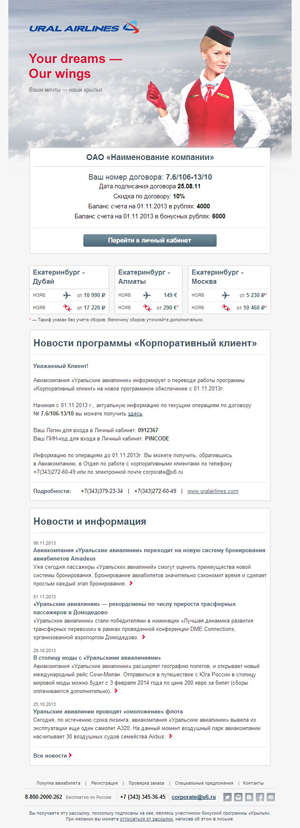 URAL AIRLINES
Your dreams —
Our wings
Ваши мечты — наши крылья
ОАО «Наименование компании»
Ваш номер договора: 7.6/106-13/10
Дата подписания договора 25.08.11
Скидка по договору: 10%
Баланс счета на 01.11.2013 в рублях: 4000
Баланс счета на 01.11.2013 в бонусных рублях: 6000
Перейти в личный кабинет
Екатеринбург - Дубай
НОЯБ от 10 990 ₽
НОЯБ от 17 220 ₽
Екатеринбург - Алматы
НОЯБ 149 €
НОЯБ от 290 €*
Екатеринбург - Москва
НОЯБ от 5 230 ₽*
НОЯБ от 10 460 ₽*
* — Тариф указан без учета сборов. Величину сборов уточняйте дополнительно.
Новости программы «Корпоративный клиент»
Уважаемый Клиент!
Авиакомпания «Уральские авиалинии» информирует о переводе работы программы
«Корпоративный клиент» на новое программное обеспечение с 01.11.2013г.
Начиная с 01.11.2013 г., актуальную информацию по текущим операциям по договору
№ 7.6/106-13/10 вы можете получить здесь
Ваш Логин для входа в Личный кабинет: 0912367
Ваш ПИН-код для входа в Личный кабинет: PINCODE
Информацию по операциям до 01.11.2013г. Вы можете получить, обратившись
в Авиакомпанию, в Отдел по работе с корпоративными клиентами по телефону
+7(343)272-60-49 или по электронной почте corporate@u6.ru
Подробности: +7(343)379-23-34 | +7(343)272-60-49 | www.uralairlines.com
Новости и информация
06.11.2013
Авиакомпания «Уральские авиалинии» переходит на новую систему бронирования
авиабилетов Amadeus
Уже сегодня пассажиры «Уральских авиалиний» смогут оценить преимущества новой
системы бронирования. Бронирование авиабилетов значительно сэкономит время и сделает
простым каждый этап бронирования.
01.11.2013
«Уральские авиалинии» — рекордсмены по числу прироста трасферных
пассажиров в Домодедово
«Уральские авиалинии» стали победителями в номинации «Лучшая динамика развития
трансферных перевозок» в рамках проведенной конференции DME Connections,
организованной аэропортом Домодедово.
28.10.2013
В столицу моды с «Уральскими авиалиниями»
Авиакомпания «Уральские авиалинии» расширяет географию полетов, и открывает новый
международный рейс Сочи-Милан. Отправиться в путешествие с Юга России в столицу
мировой моды можно будет с 3 февраля 2014 года по цене 200 евро за билет (сборы
оплачиваются дополнительно).
25.10.2013
Уральские авиалинии проводят «омоложение» флота
Сегодня, по истечению срока лизинга, авиакомпания «Уральские авиалинии» вывела из
эксплуатации еще один самолет А320. На данный момент воздушный парк авиакомпании
насчитывает 30 воздушных судов семейства Airbus.
Все новости
Покупка авиабилета | Регистрация | Проверка заказа | Специальные предложения | Контакты
8-800-2000-262 Бесплатно по России +7 (343) 345-36-45 corporate@u6.ru
Вы получаете эту рассылку, поскольку подписаны на нее, являясь участником бонусной программы «Крылья».
При желании вы можете отписаться от рассылки, написав об этом в программу.